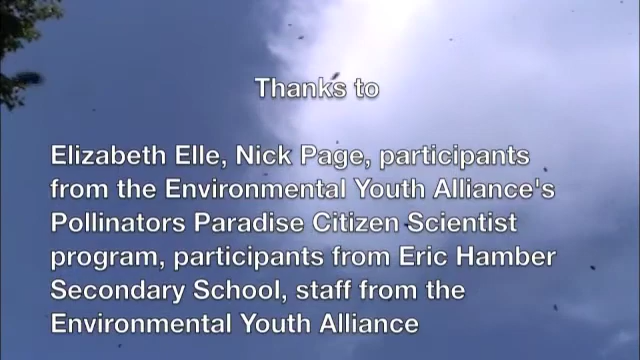 Thanks to
Elizabeth Elle, Nick Page, participants
from the Environmental Youth Alliance's
Pollinators Paradise Citizen Scientist
program, participants from Eric Hamber
Secondary School, staff from the
Environmental Youth Alliance